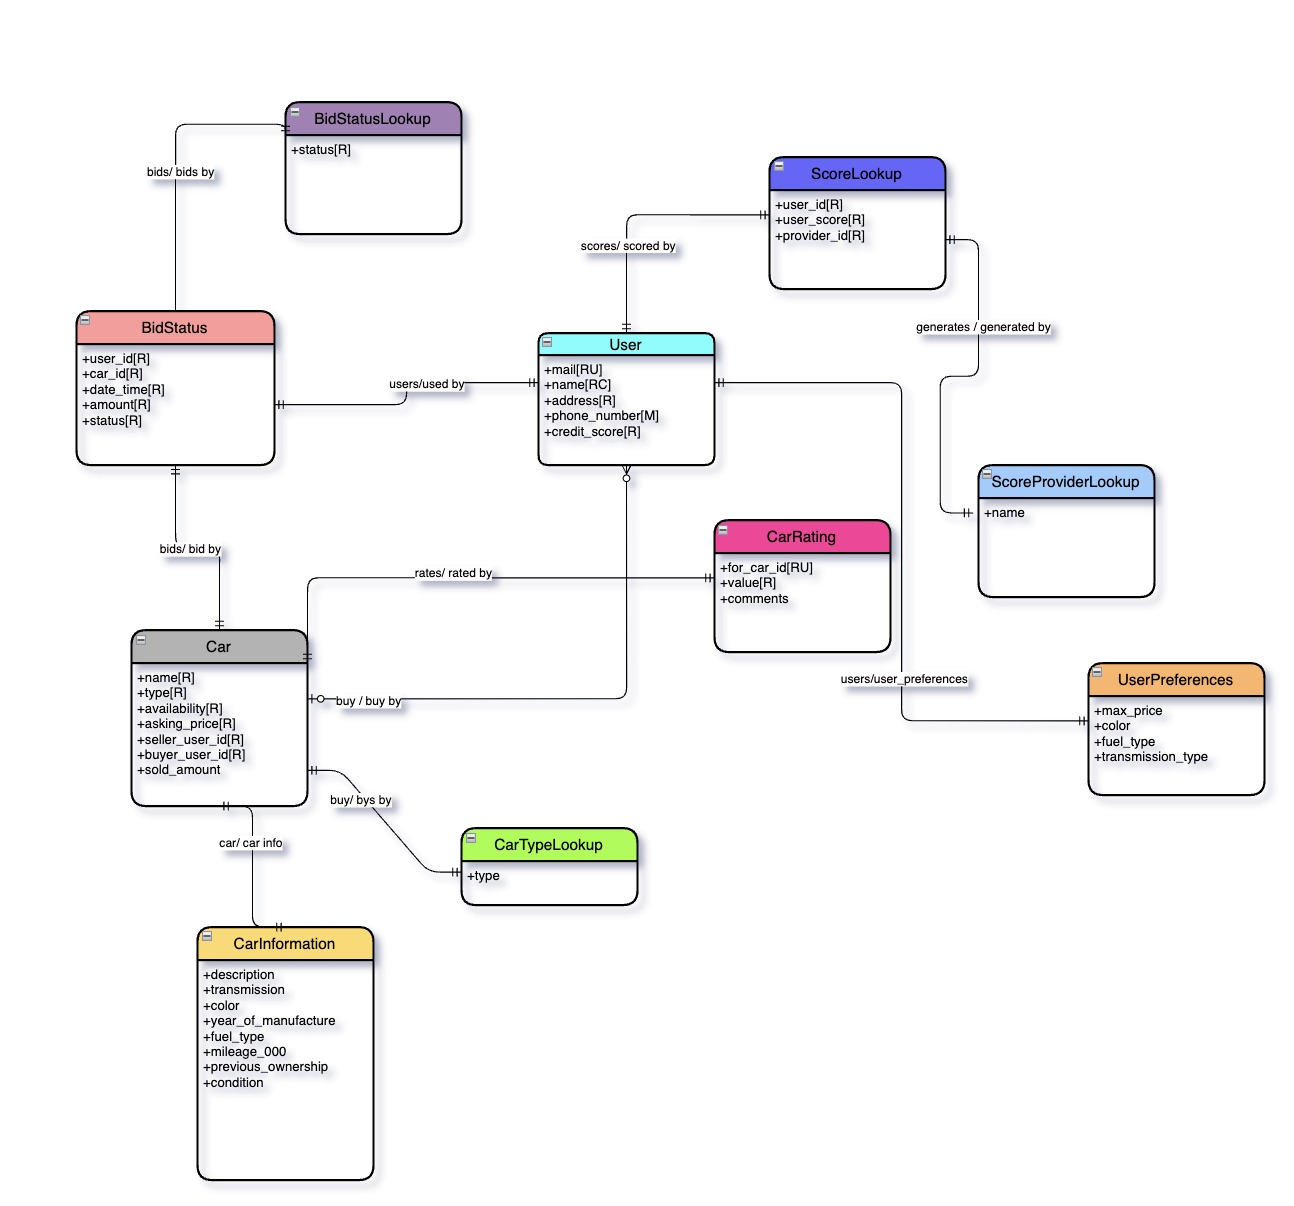 BidStatusLookup
+status[R]
bids/ bids by
ScoreLookup
+user_id[R]
+user_score[R]
+provider_id[R]
scores/ scored by
generates / generated by
BidStatus
+user_id[R]
+car_id[R]
+date_time[R]
+amount[R]
+status[R]
users/used by
User
+mail[RU]
+name[RC]
+address[R]
+phone_number[M]
+credit_score[R]
ScoreProviderLookup
+name
bids/ bid by
rates/ rated by
CarRating
+for_car_id[RU]
+value[R]
+comments
Car
+name[R]
+type[R]
+availability[R]
+asking_price[R]
+seller_user_id[R]
+buyer_user_id[R]
+sold_amount
buy / buy by
users/user_preferences
UserPreferences
+max_price
+color
+fuel_type
+transmission_type
buy/ bys by
car/ car info
CarTypeLookup
+type
CarInformation
+description
+transmission
+color
+year_of_manufacture
+fuel_type
+mileage_000
+previous_ownership
+condition